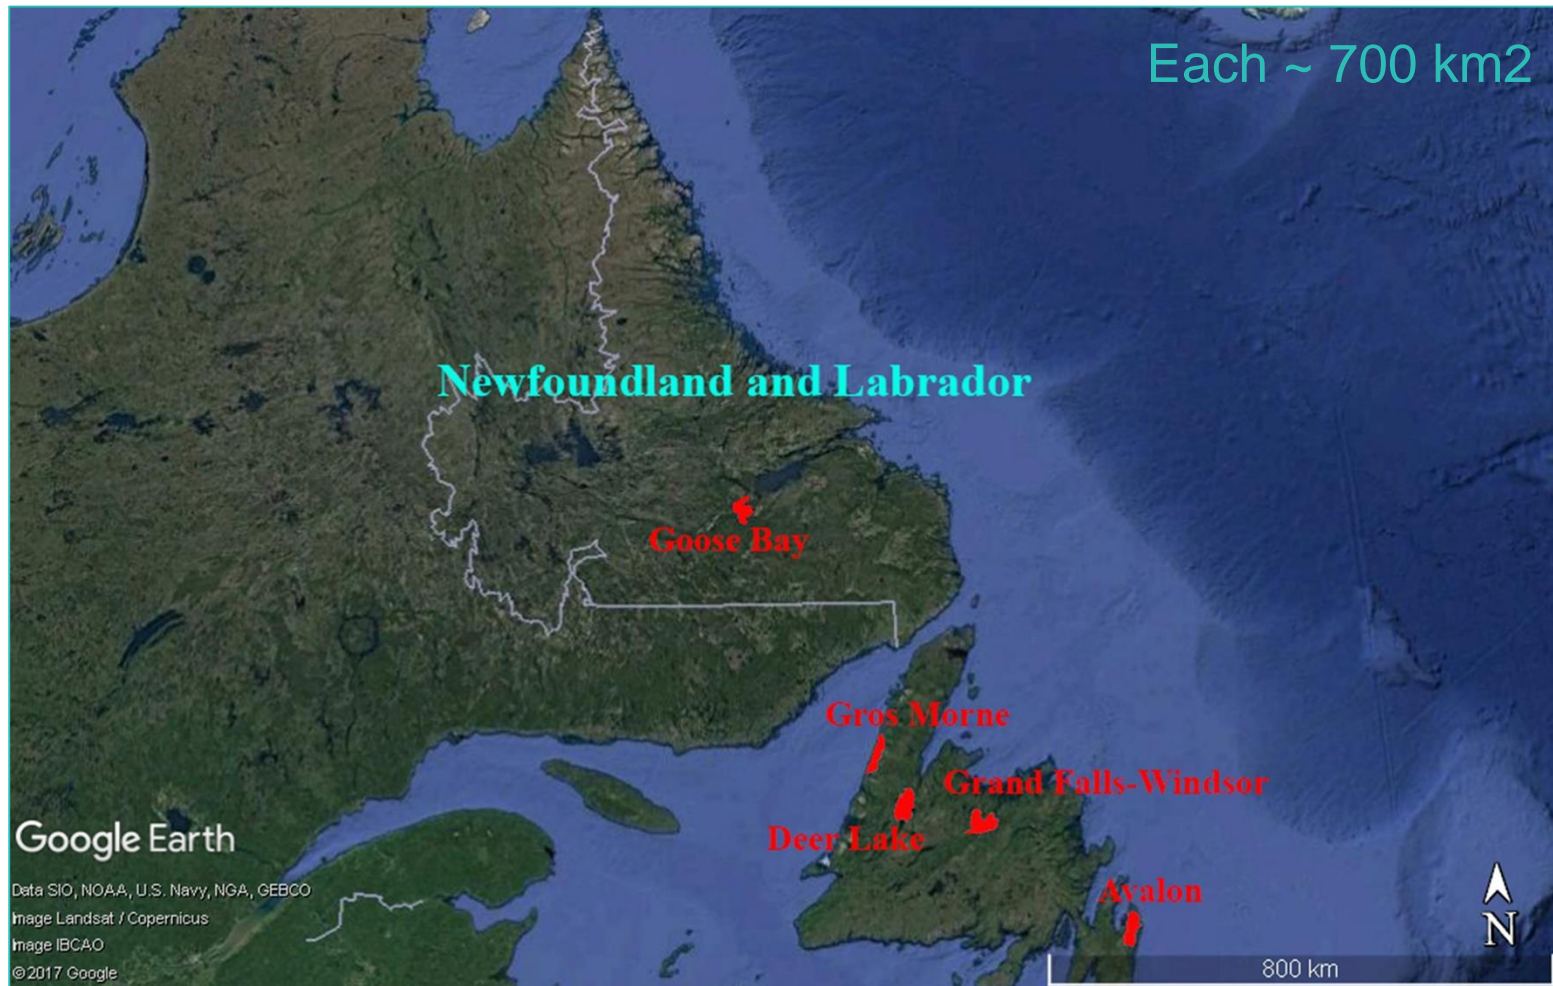 Each ~ 700 km2
Newfoundland and Labrador
Goose Bay
Gros Morne
Grand Falls-Windsor
Deer Lake
Google Earth
Avalon
Data SIO, NOAA, U.S. Navy, NGA, GEBCO
Image Landsat / Copernicus
Image IBCAO
©2017 Google
N
800 km